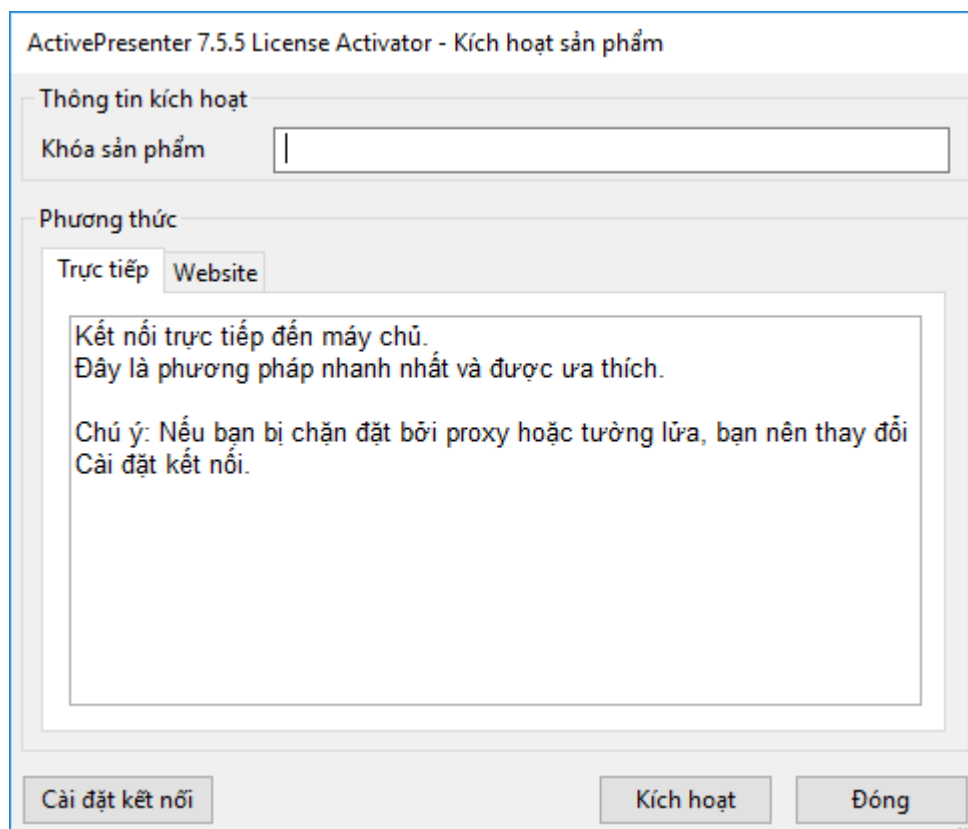 ActivePresenter 7.5.5 License Activator - Kích hoạt sản phẩm
Thông tin kích hoạt
Khóa sản phẩm
Phương thức
Trực tiếp
Website
Kết nối trực tiếp đến máy chủ.
Đây là phương pháp nhanh nhất và được ưa thích.
Chú ý: Nếu bạn bị chặn đặt bởi proxy hoặc tường lửa, bạn nên thay đổi
Cài đặt kết nối.
Cài đặt kết nối
Kích hoạt
Đóng